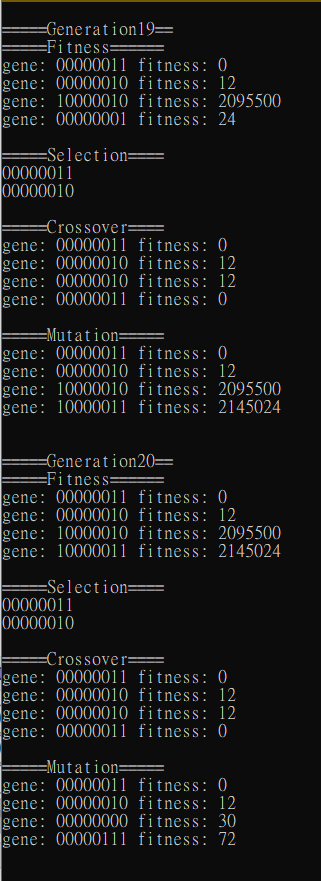 =====Generation19==
=====Fitness======
gene: 00000011 fitness: 0
gene: 00000010 fitness: 12
gene: 10000010 fitness: 2095500
gene: 00000001 fitness: 24
=====Selection====
00000011
00000010
=====Crossover====
gene: 00000011 fitness: 0
gene: 00000010 fitness: 12
gene: 00000010 fitness: 12
gene: 00000011 fitness: 0
=====Mutation=====
gene: 00000011 fitness: 0
gene: 00000010 fitness: 12
gene: 10000010 fitness: 2095500
gene: 10000011 fitness: 2145024
=====Generation20==
=====Fitness======
gene: 00000011 fitness: 0
gene: 00000010 fitness: 12
gene: 10000010 fitness: 2095500
gene: 10000011 fitness: 2145024
=====Selection====
00000011
00000010
=====Crossover====
gene: 00000011 fitness: 0
gene: 00000010 fitness: 12
gene: 00000010 fitness: 12
gene: 00000011 fitness: 0
=====Mutation=====
gene: 00000011 fitness: 0
gene: 00000010 fitness: 12
gene: 00000000 fitness: 30
gene: 00000111 fitness: 72